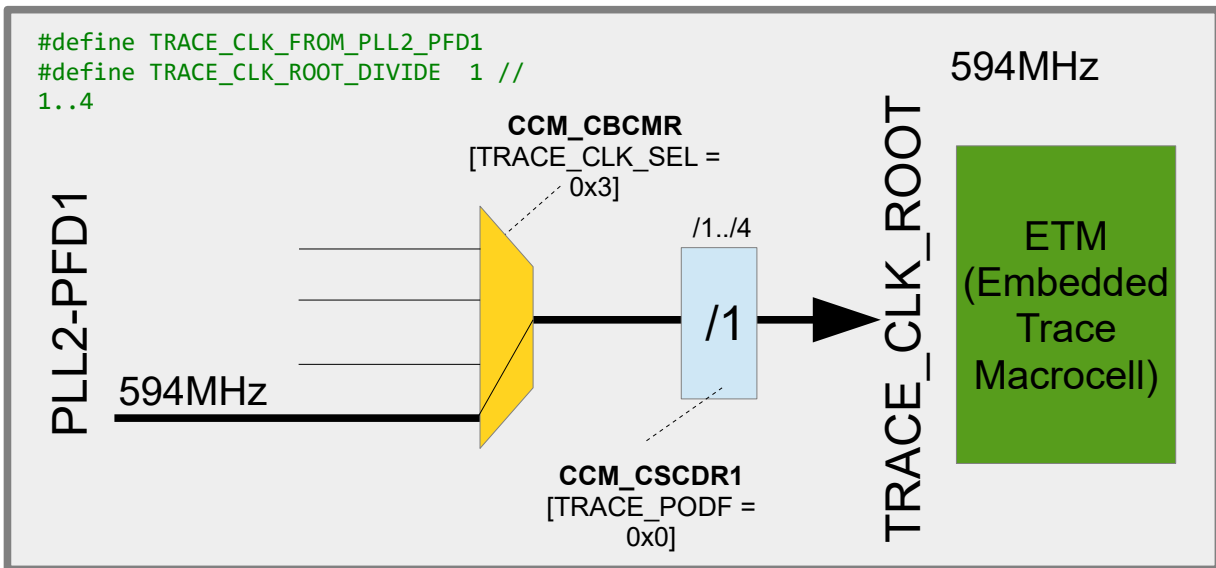 #define TRACE_CLK_FROM_PLL2_PFD1
#define TRACE_CLK_ROOT_DIVIDE 1 //
1..4
594MHz
CCM_CBCMR
[TRACE_CLK_SEL =
0x3]
PLL2-PFD1
594MHz
/1../4
/1
CCM_CSCDR1
[TRACE_PODF =
0x0]
TRACE_CLK_ROOT
ETM
(Embedded
Trace
Macrocell)